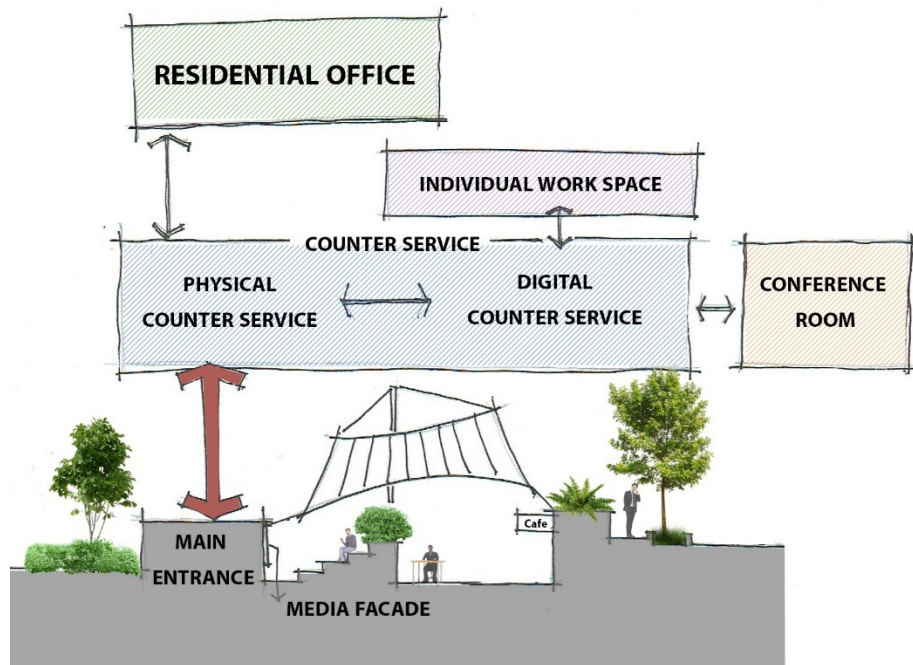 RESIDENTIAL OFFICE
INDIVIDUAL WORK SPACE
COUNTER SERVICE
PHYSICAL
COUNTER SERVICE
DIGITAL
COUNTER SERVICE
CONFERENCE
ROOM
Cafe
MAIN
ENTRANCE
MEDIA FACADE